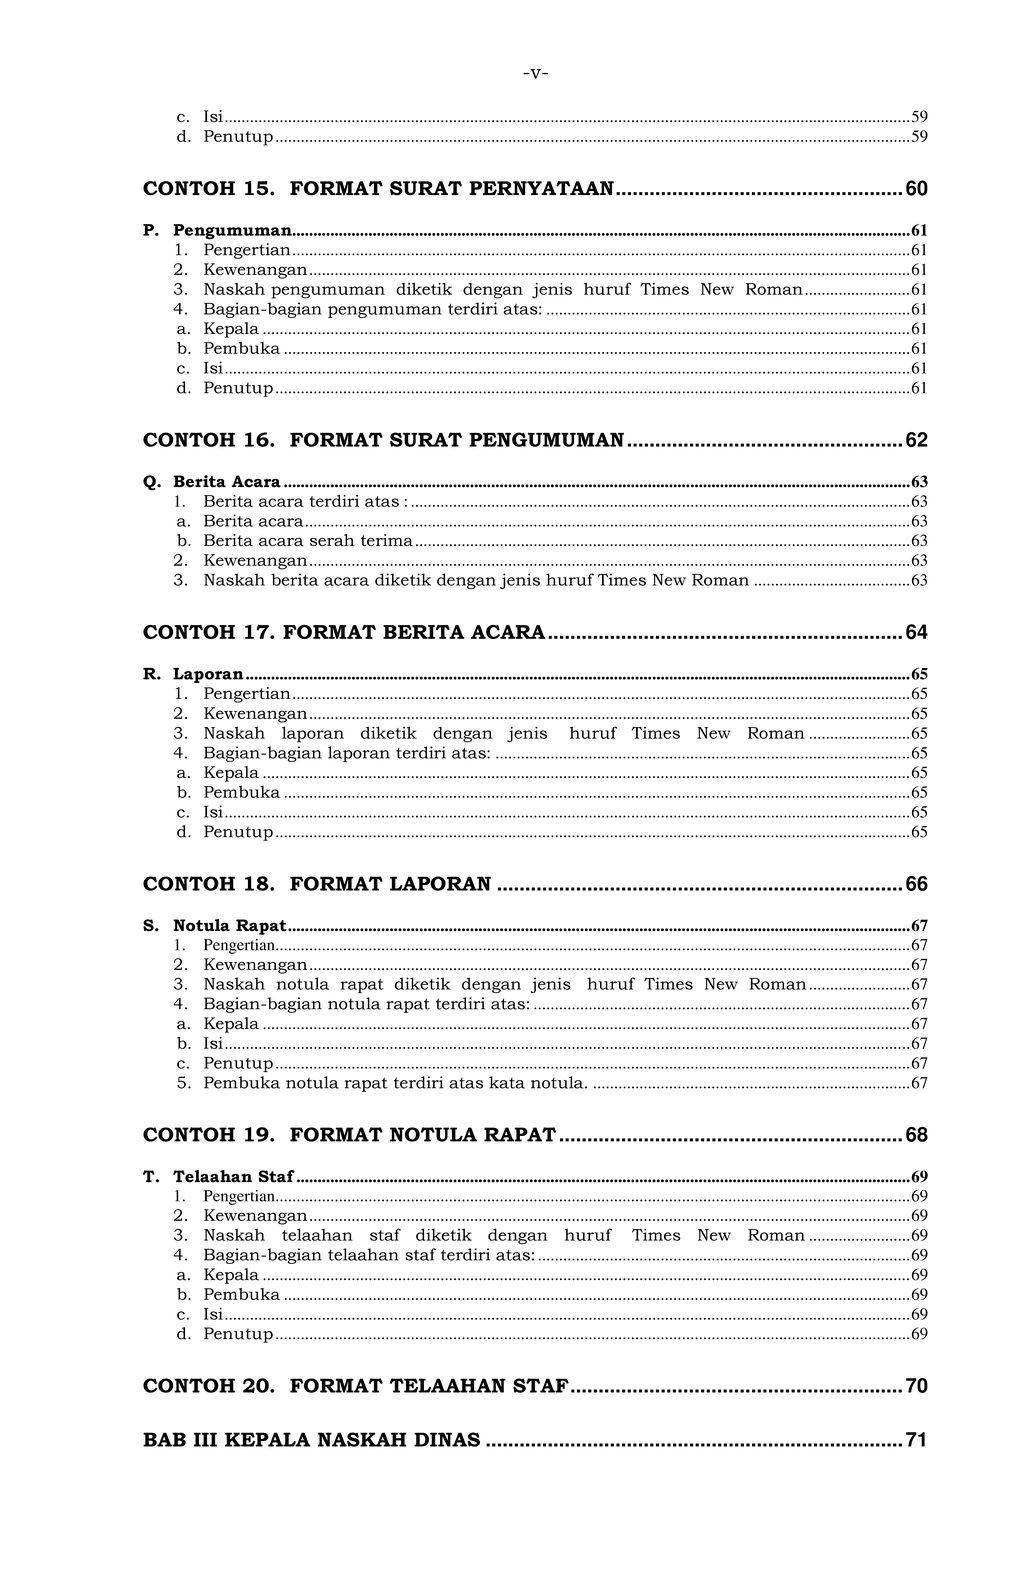 -v-
c. Isi...59
d. Penutup...59
CONTOH 15. FORMAT SURAT PERNYATAAN...60
P. Pengumuman...61
1. Pengertian...61
2. Kewenangan...61
3. Naskah pengumuman diketik dengan jenis huruf Times New Roman...61
4. Bagian-bagian pengumuman terdiri atas:...61
a. Kepala...61
b. Pembuka...61
c. Isi...61
d. Penutup...61
CONTOH 16. FORMAT SURAT PENGUMUMAN...62
Q. Berita Acara...63
1. Berita acara terdiri atas :...63
a. Berita acara...63
b. Berita acara serah terima...63
2. Kewenangan...63
3. Naskah berita acara diketik dengan jenis huruf Times New Roman...63
CONTOH 17. FORMAT BERITA ACARA...64
R. Laporan...65
1. Pengertian...65
2. Kewenangan...65
3. Naskah laporan diketik dengan jenis huruf Times New Roman...65
4. Bagian-bagian laporan terdiri atas:...65
a. Kepala...65
b. Pembuka...65
c. Isi...65
d. Penutup...65
CONTOH 18. FORMAT LAPORAN...66
S. Notula Rapat...67
1. Pengertian...67
2. Kewenangan...67
3. Naskah notula rapat diketik dengan jenis huruf Times New Roman...67
4. Bagian-bagian notula rapat terdiri atas:...67
a. Kepala...67
b. Isi...67
c. Penutup...67
5. Pembuka notula rapat terdiri atas kata notula....67
CONTOH 19. FORMAT NOTULA RAPAT...68
T. Telaahan Staf...69
1. Pengertian...69
2. Kewenangan...69
3. Naskah telaahan staf diketik dengan huruf Times New Roman...69
4. Bagian-bagian telaahan staf terdiri atas:...69
a. Kepala...69
b. Pembuka...69
c. Isi...69
d. Penutup...69
CONTOH 20. FORMAT TELAAHAN STAF...70
BAB III KEPALA NASKAH DINAS...71